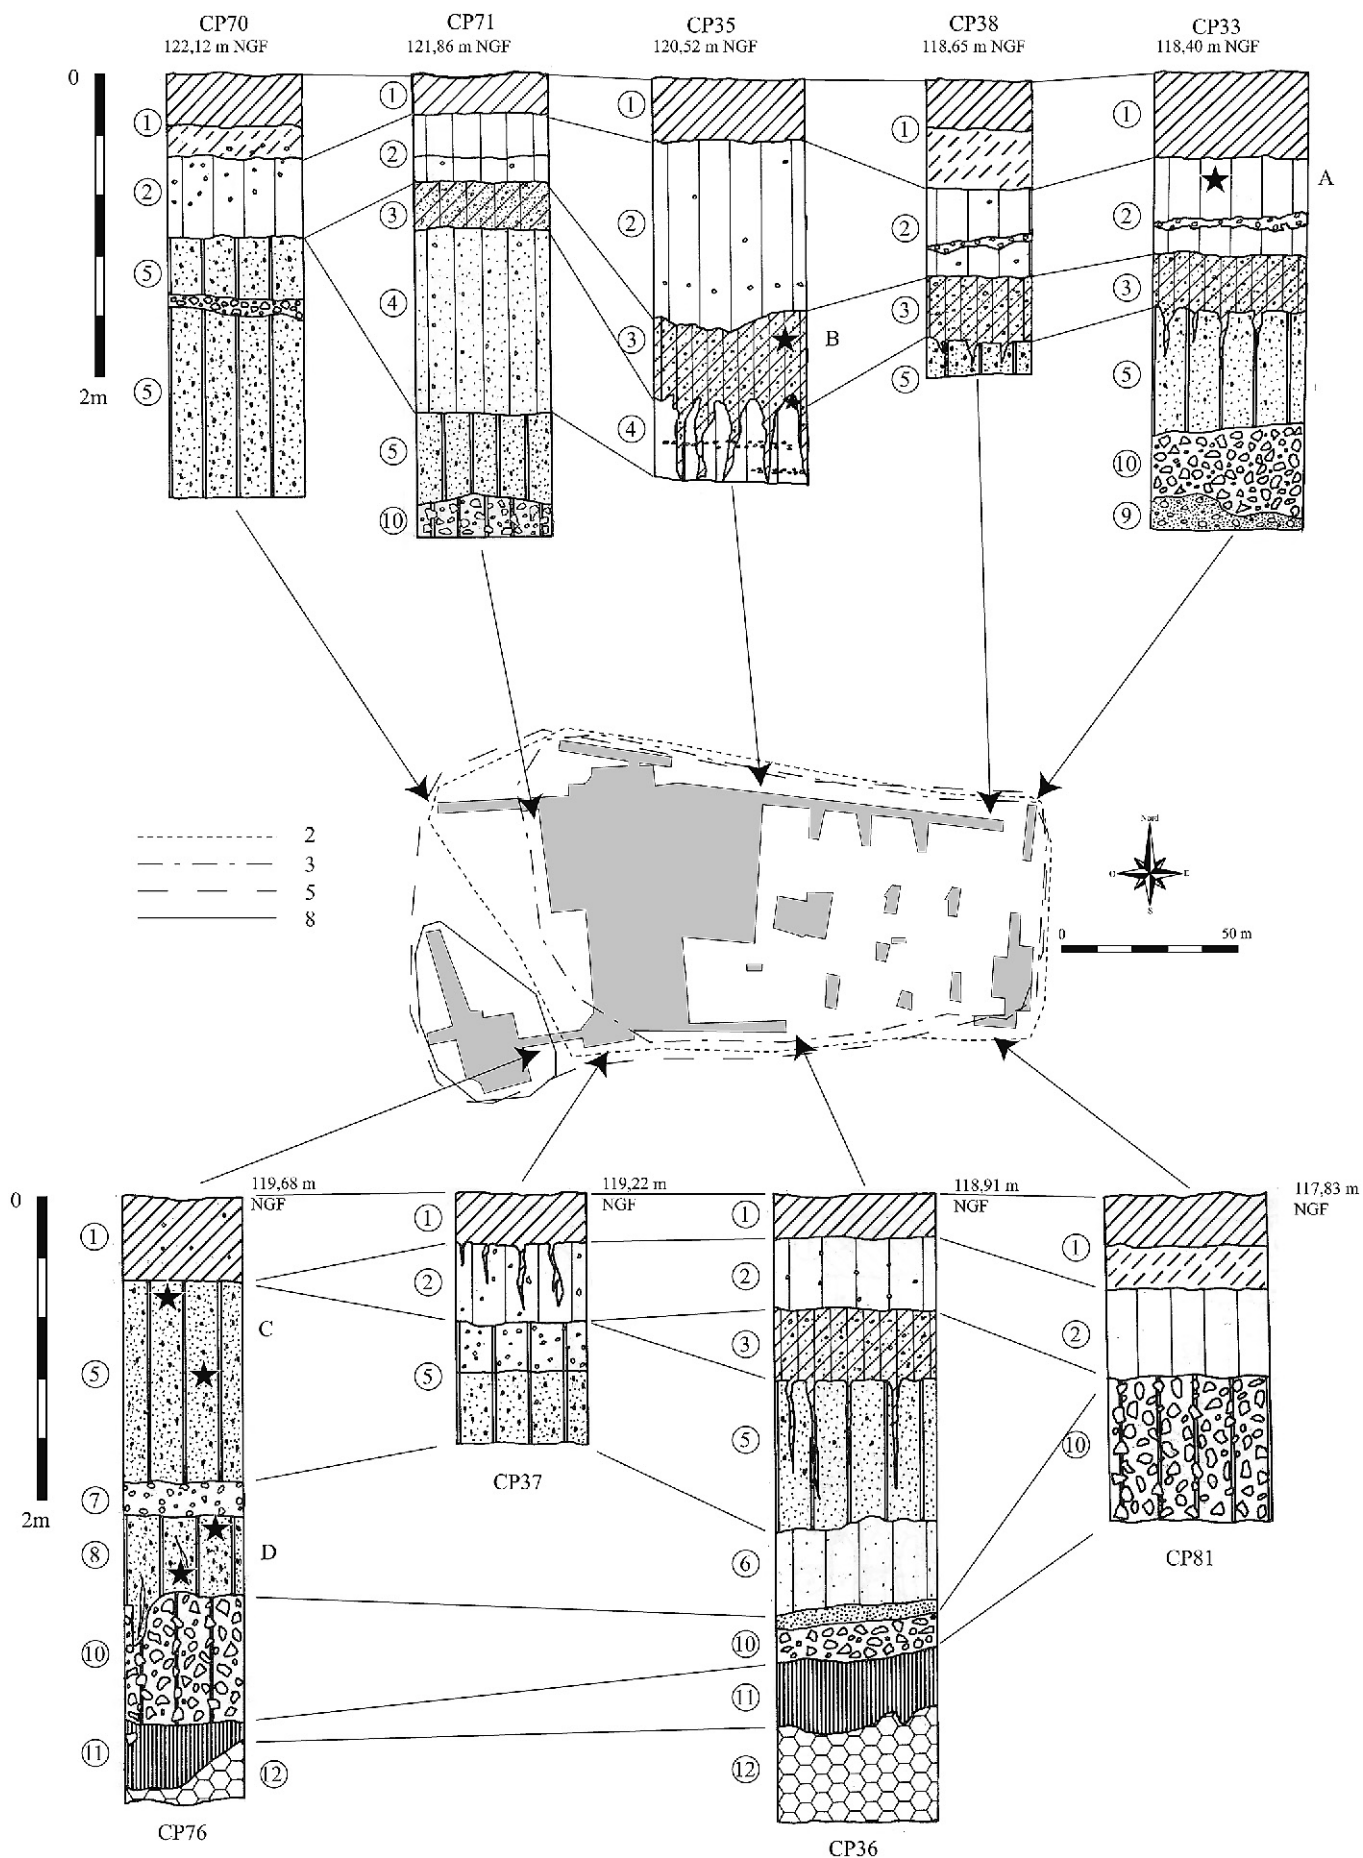 CP70
122,12 m NGF
CP71
121,86 m NGF
CP35
120,52 m NGF
CP38
118,65 m NGF
CP33
118,40 m NGF
0
2m
1
2
5
5
1
2
3
4
5
10
1
2
3
4
B
1
2
3
5
1
2
3
5
10
9
A
2
3
5
8
Nord
O
E
S
0
50 m
0
2m
119,68 m
NGF
1
5
7
8
10
11
12
C
D
CP76
119,22 m
NGF
1
2
5
CP37
118,91 m
NGF
1
2
3
5
6
10
11
12
CP36
117,83 m
NGF
1
2
10
CP81